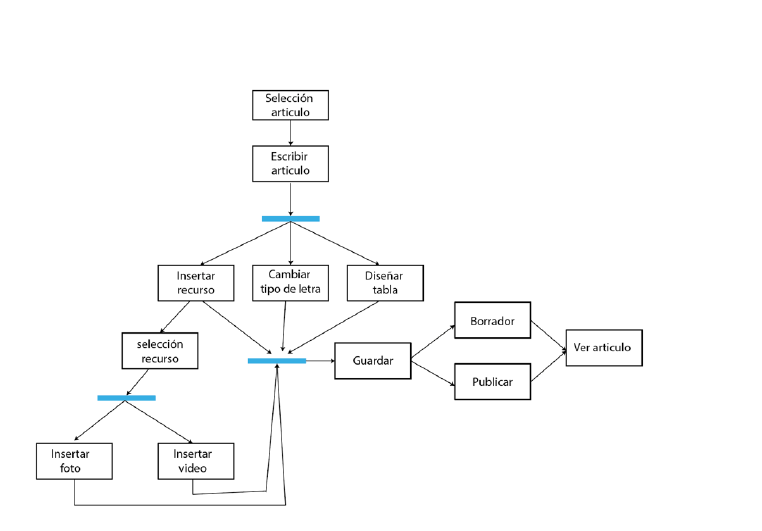 Selección
articulo
Escribir
articulo
Insertar
recurso
Cambiar
tipo de letra
Diseñar
tabla
selección
recurso
Guardar
Borrador
Publicar
Ver articulo
Insertar
foto
Insertar
video